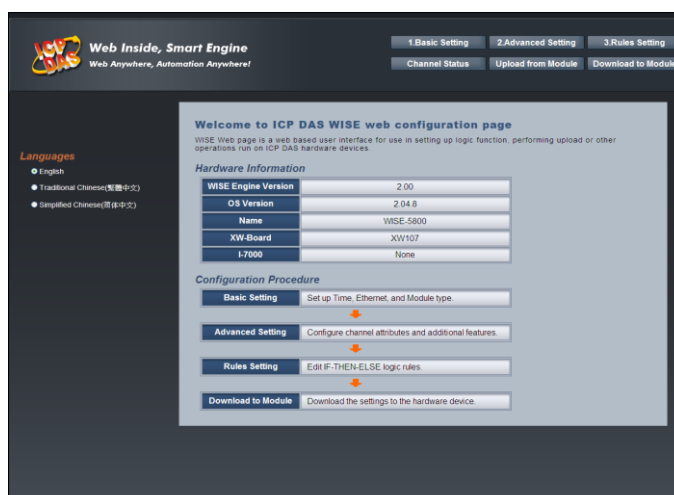 ICP DAS
Web Inside, Smart Engine
Web Anywhere, Automation Anywhere!
1.Basic Setting 2.Advanced Setting 3.Rules Setting
Channel Status Upload from Module Download to Module
Languages
English
Traditional Chinese(繁體中文)
Simplified Chinese(简体中文)
Welcome to ICP DAS WISE web configuration page
WISE Web page is a web based user interface for use in setting up logic function, performing upload or other
operations run on ICP DAS hardware devices.
Hardware Information
WISE Engine Version 2.00
OS Version 2.04.8
Name WISE-5800
XW-Board XW107
I-7000 None
Configuration Procedure
Basic Setting Set up Time, Ethernet, and Module type.
Advanced Setting Configure channel attributes and additional features.
Rules Setting Edit IF-THEN-ELSE logic rules.
Download to Module Download the settings to the hardware device.